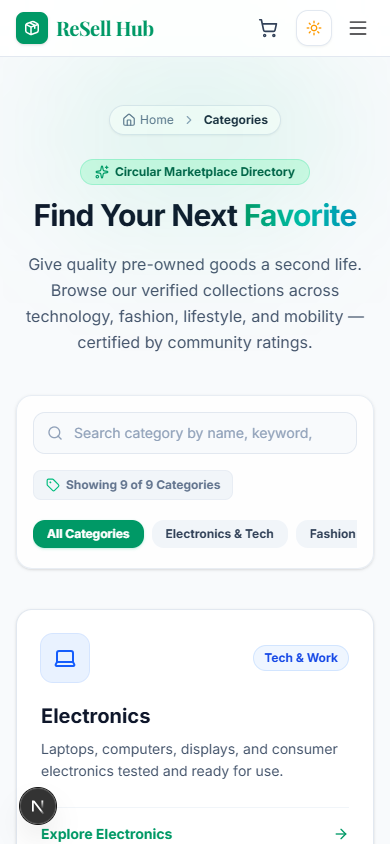 ReSell Hub
Home > Categories
Circular Marketplace Directory
Find Your Next Favorite
Give quality pre-owned goods a second life.
Browse our verified collections across
technology, fashion, lifestyle, and mobility —
certified by community ratings.
Search category by name, keyword,
Showing 9 of 9 Categories
All Categories Electronics & Tech Fashion
Tech & Work
Electronics
Laptops, computers, displays, and consumer
electronics tested and ready for use.
N
Explore Electronics